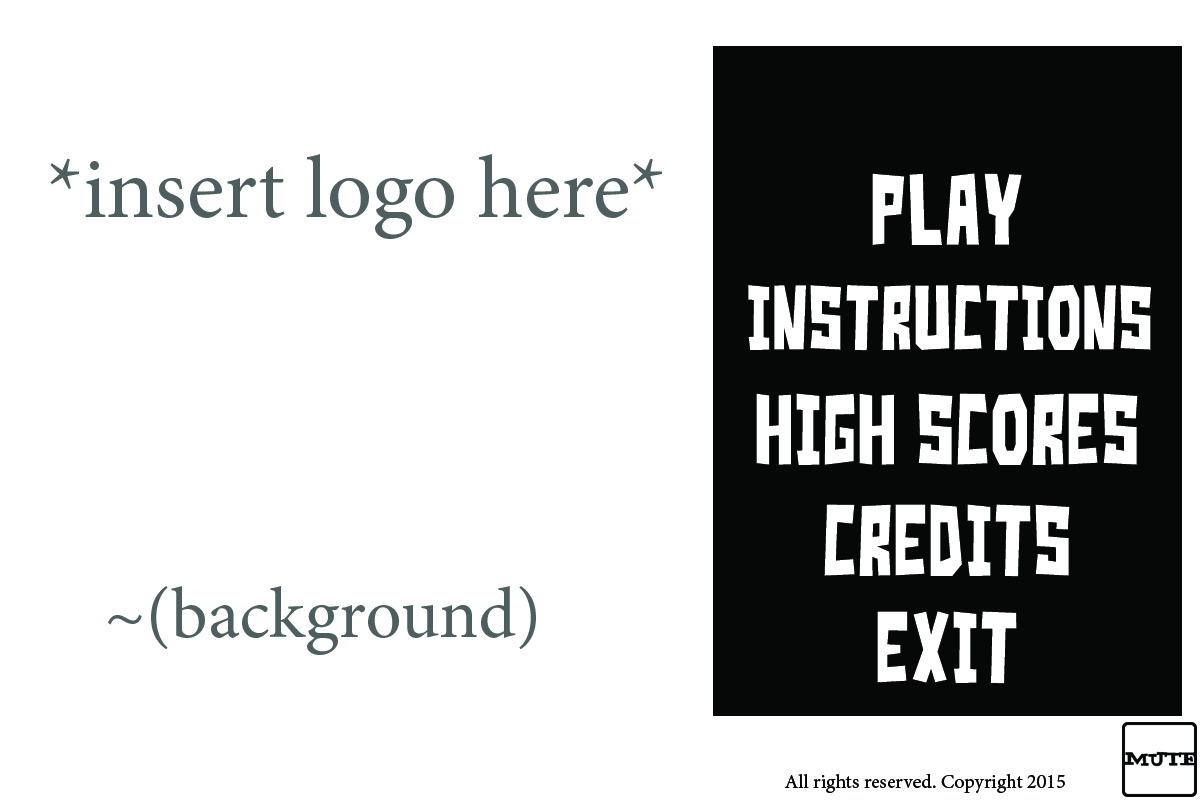 *insert logo here*
~(background)
PLAY
INSTRUCTIONS
HIGH SCORES
CREDITS
EXIT
MUTE
All rights reserved. Copyright 2015